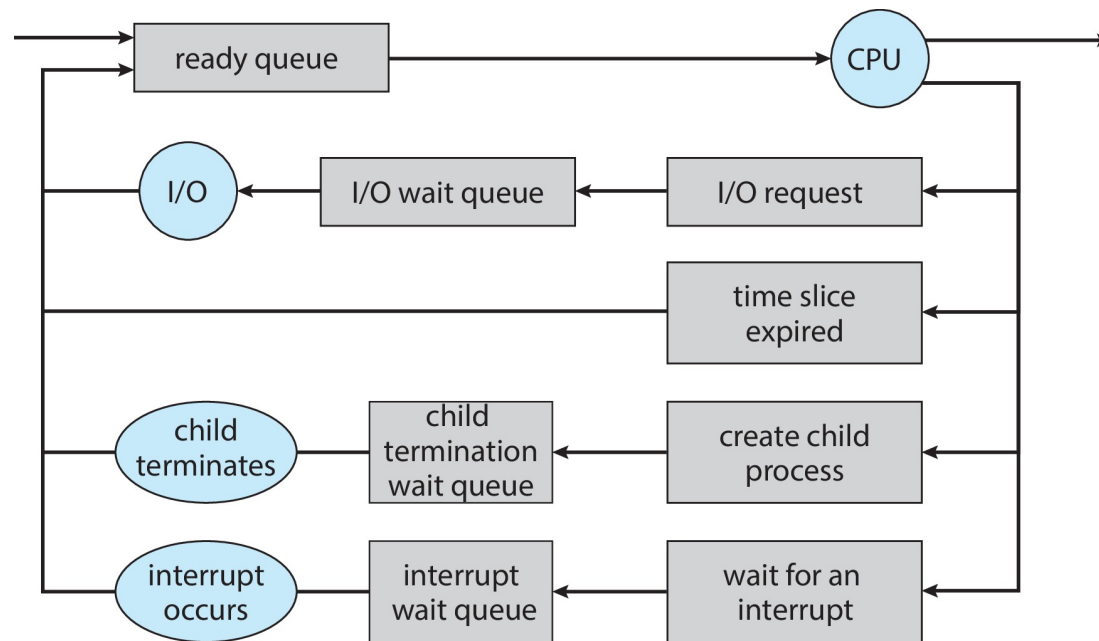 ready queue
CPU
I/O
I/O wait queue
I/O request
time slice
expired
child
terminates
child
termination
wait queue
create child
process
interrupt
occurs
interrupt
wait queue
wait for an
interrupt